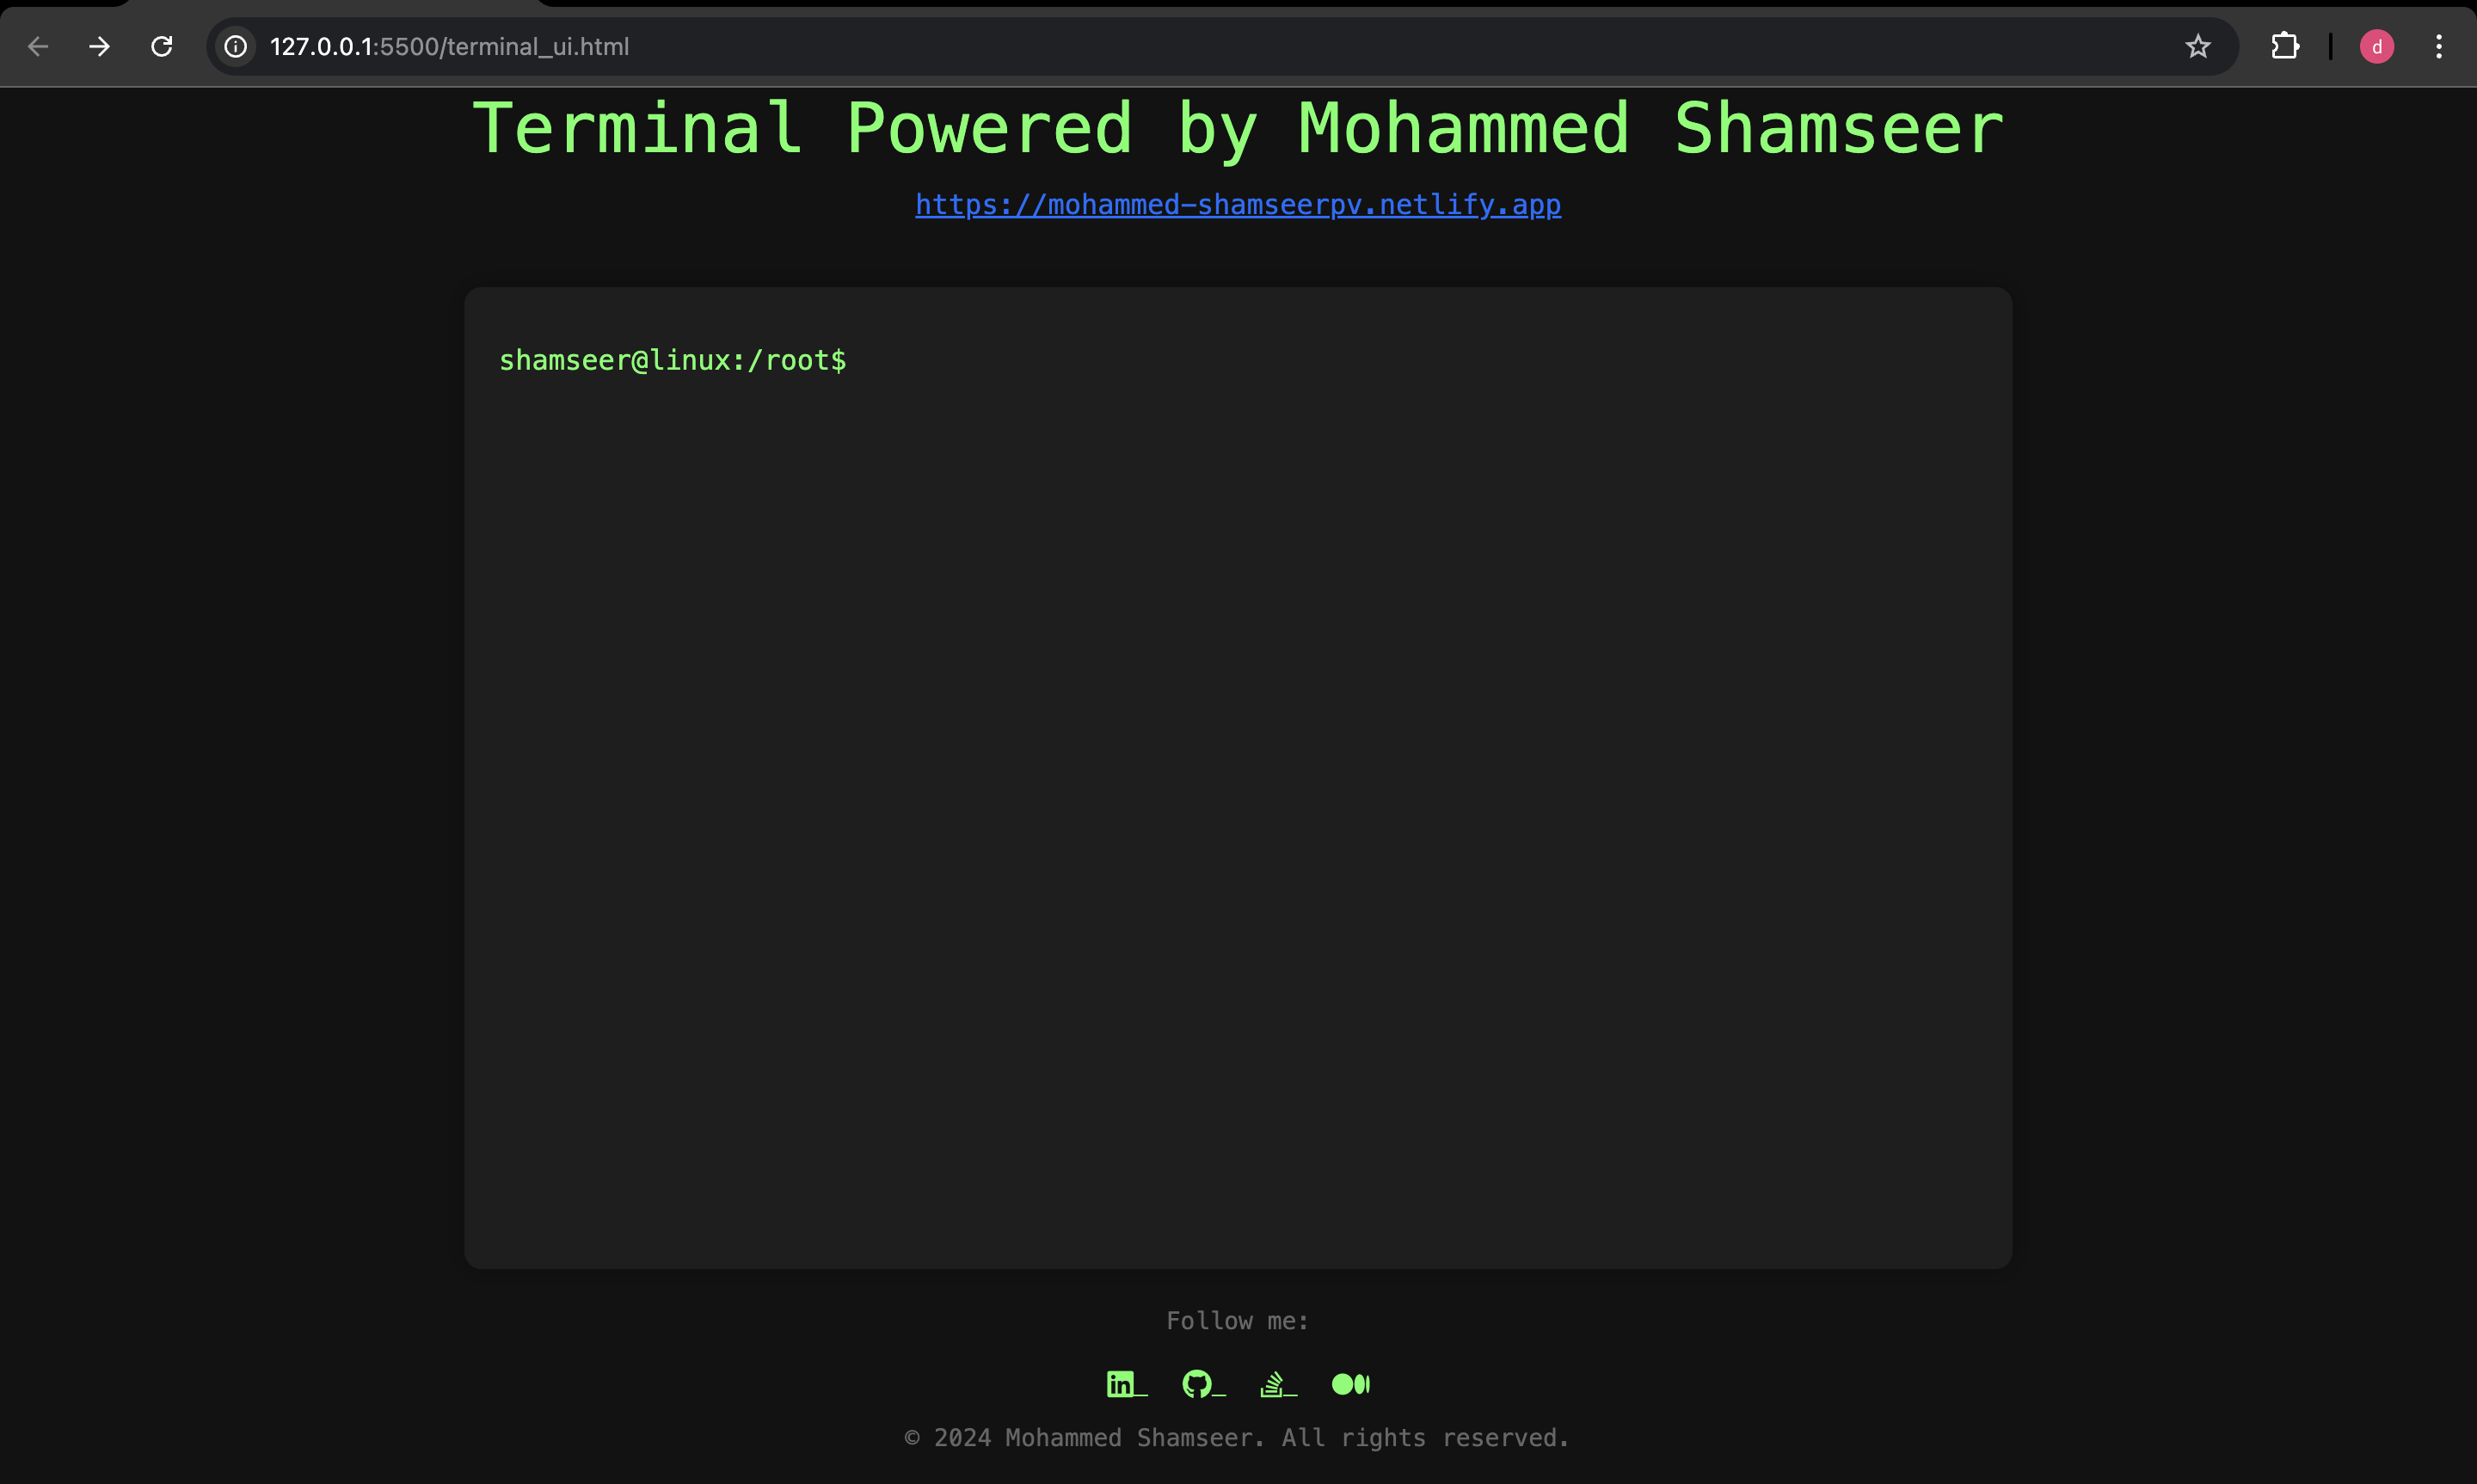 127.0.0.1:5500/terminal_ui.html
d
Terminal Powered by Mohammed Shamseer
https://mohammed-shamseerpv.netlify.app
shamseer@linux:/root$
Follow me:
in
© 2024 Mohammed Shamseer. All rights reserved.